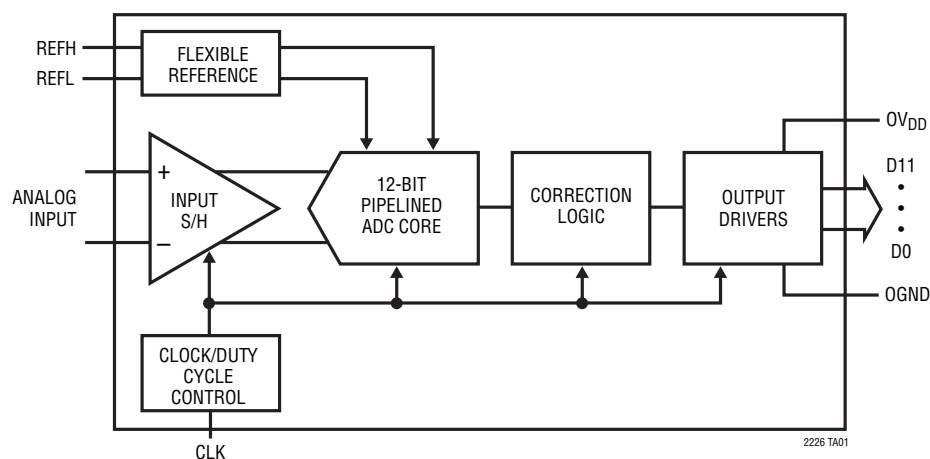 REFH
REFL
FLEXIBLE
REFERENCE
OV_DD
ANALOG
INPUT
+
–
INPUT
S/H
12-BIT
PIPELINED
ADC CORE
CORRECTION
LOGIC
OUTPUT
DRIVERS
D11
•
•
•
D0
OGND
CLOCK/DUTY
CYCLE
CONTROL
CLK
2226 TA01